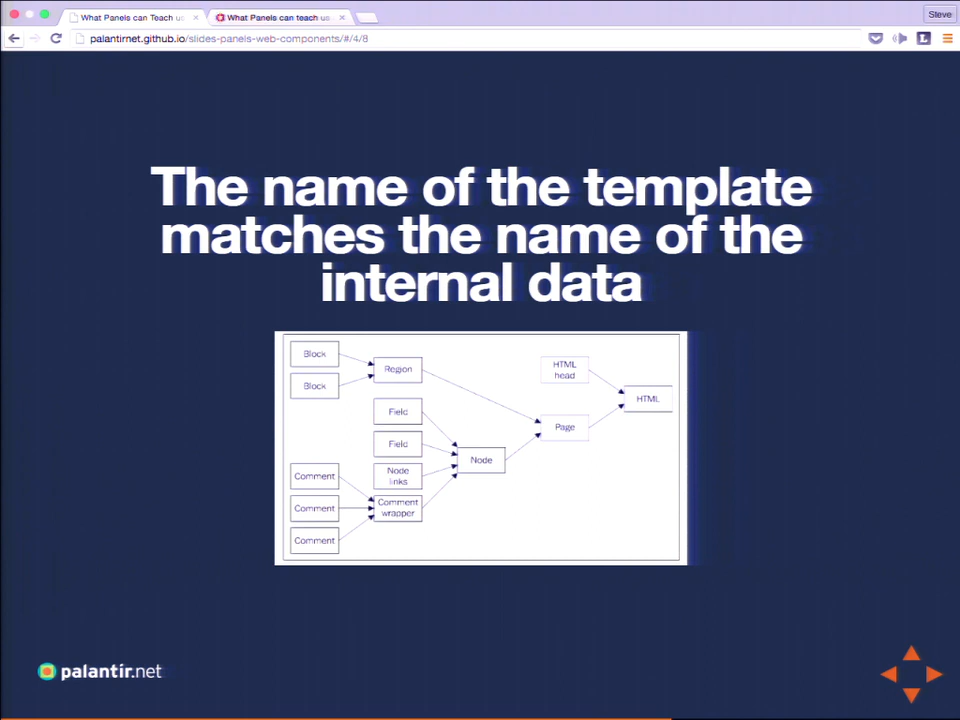 What Panels can Teach us
What Panels can teach us
Steve
palantirnet.github.io/slides-panels-web-components/#/4/8
L
The name of the template
matches the name of the
internal data
Block
Block
Region
HTML
head
HTML
Field
Page
Field
Node
Node
links
Comment
Comment
Comment
wrapper
Comment
palantir.net